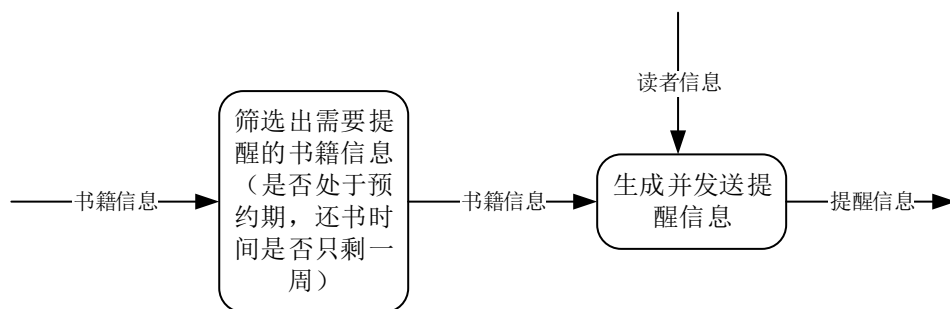 读者信息
筛选出需要提
醒的书籍信息
（是否处于预
约期，还书时
间是否只剩一
周）
书籍信息
书籍信息
生成并发送提
醒信息
提醒信息